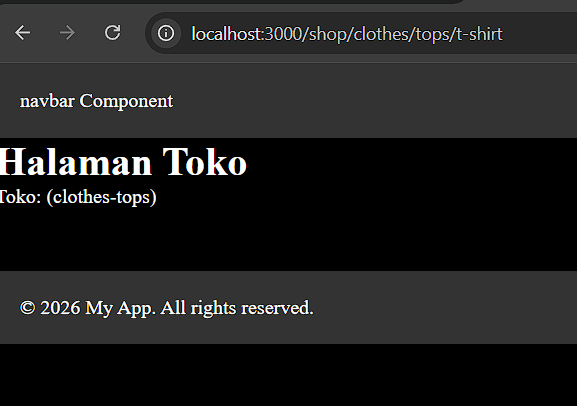 localhost:3000/shop/clothes/tops/t-shirt
navbar Component
Halaman Toko
Toko: (clothes-tops)
© 2026 My App. All rights reserved.